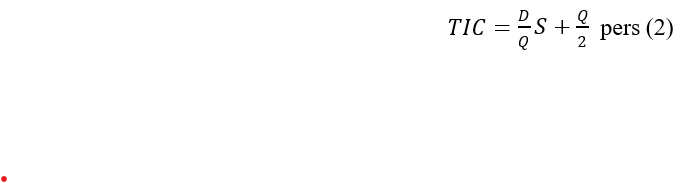 TIC = D/Q S + Q/2 pers (2)